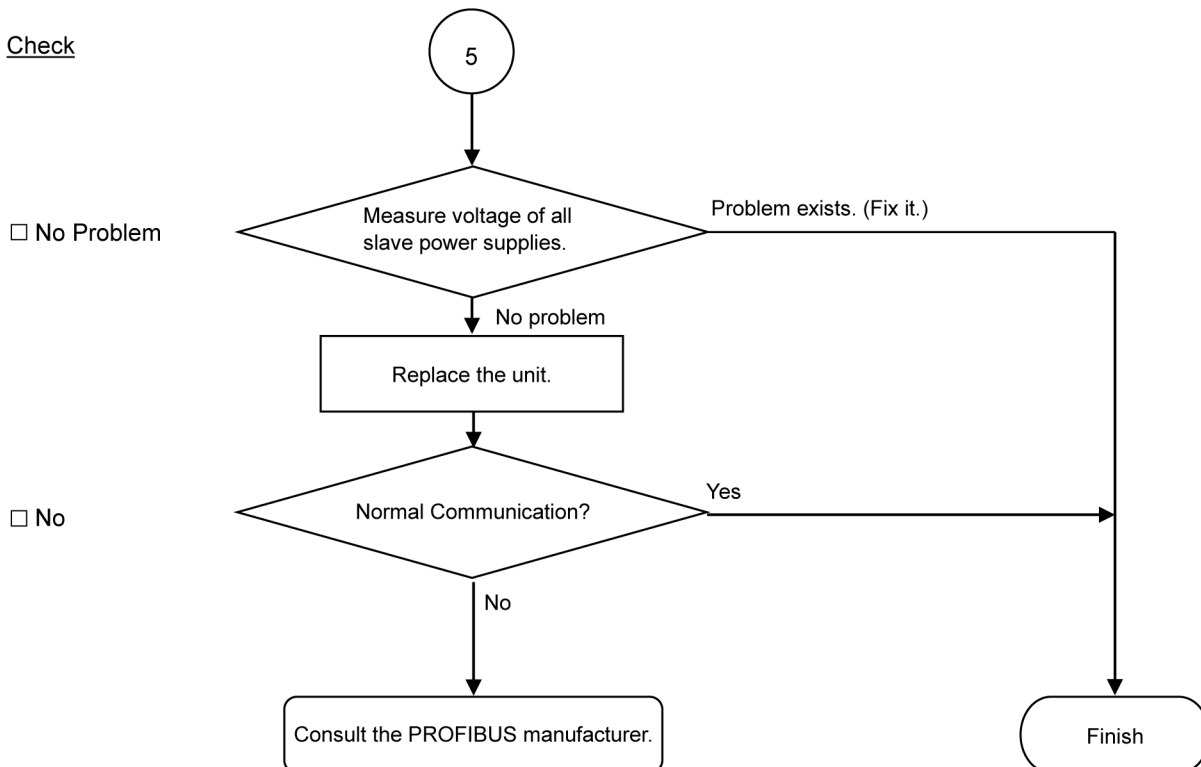 Check
5
Measure voltage of all
slave power supplies.
Problem exists. (Fix it.)
☐ No Problem
No problem
Replace the unit.
Normal Communication?
Yes
☐ No
No
Consult the PROFIBUS manufacturer.
Finish